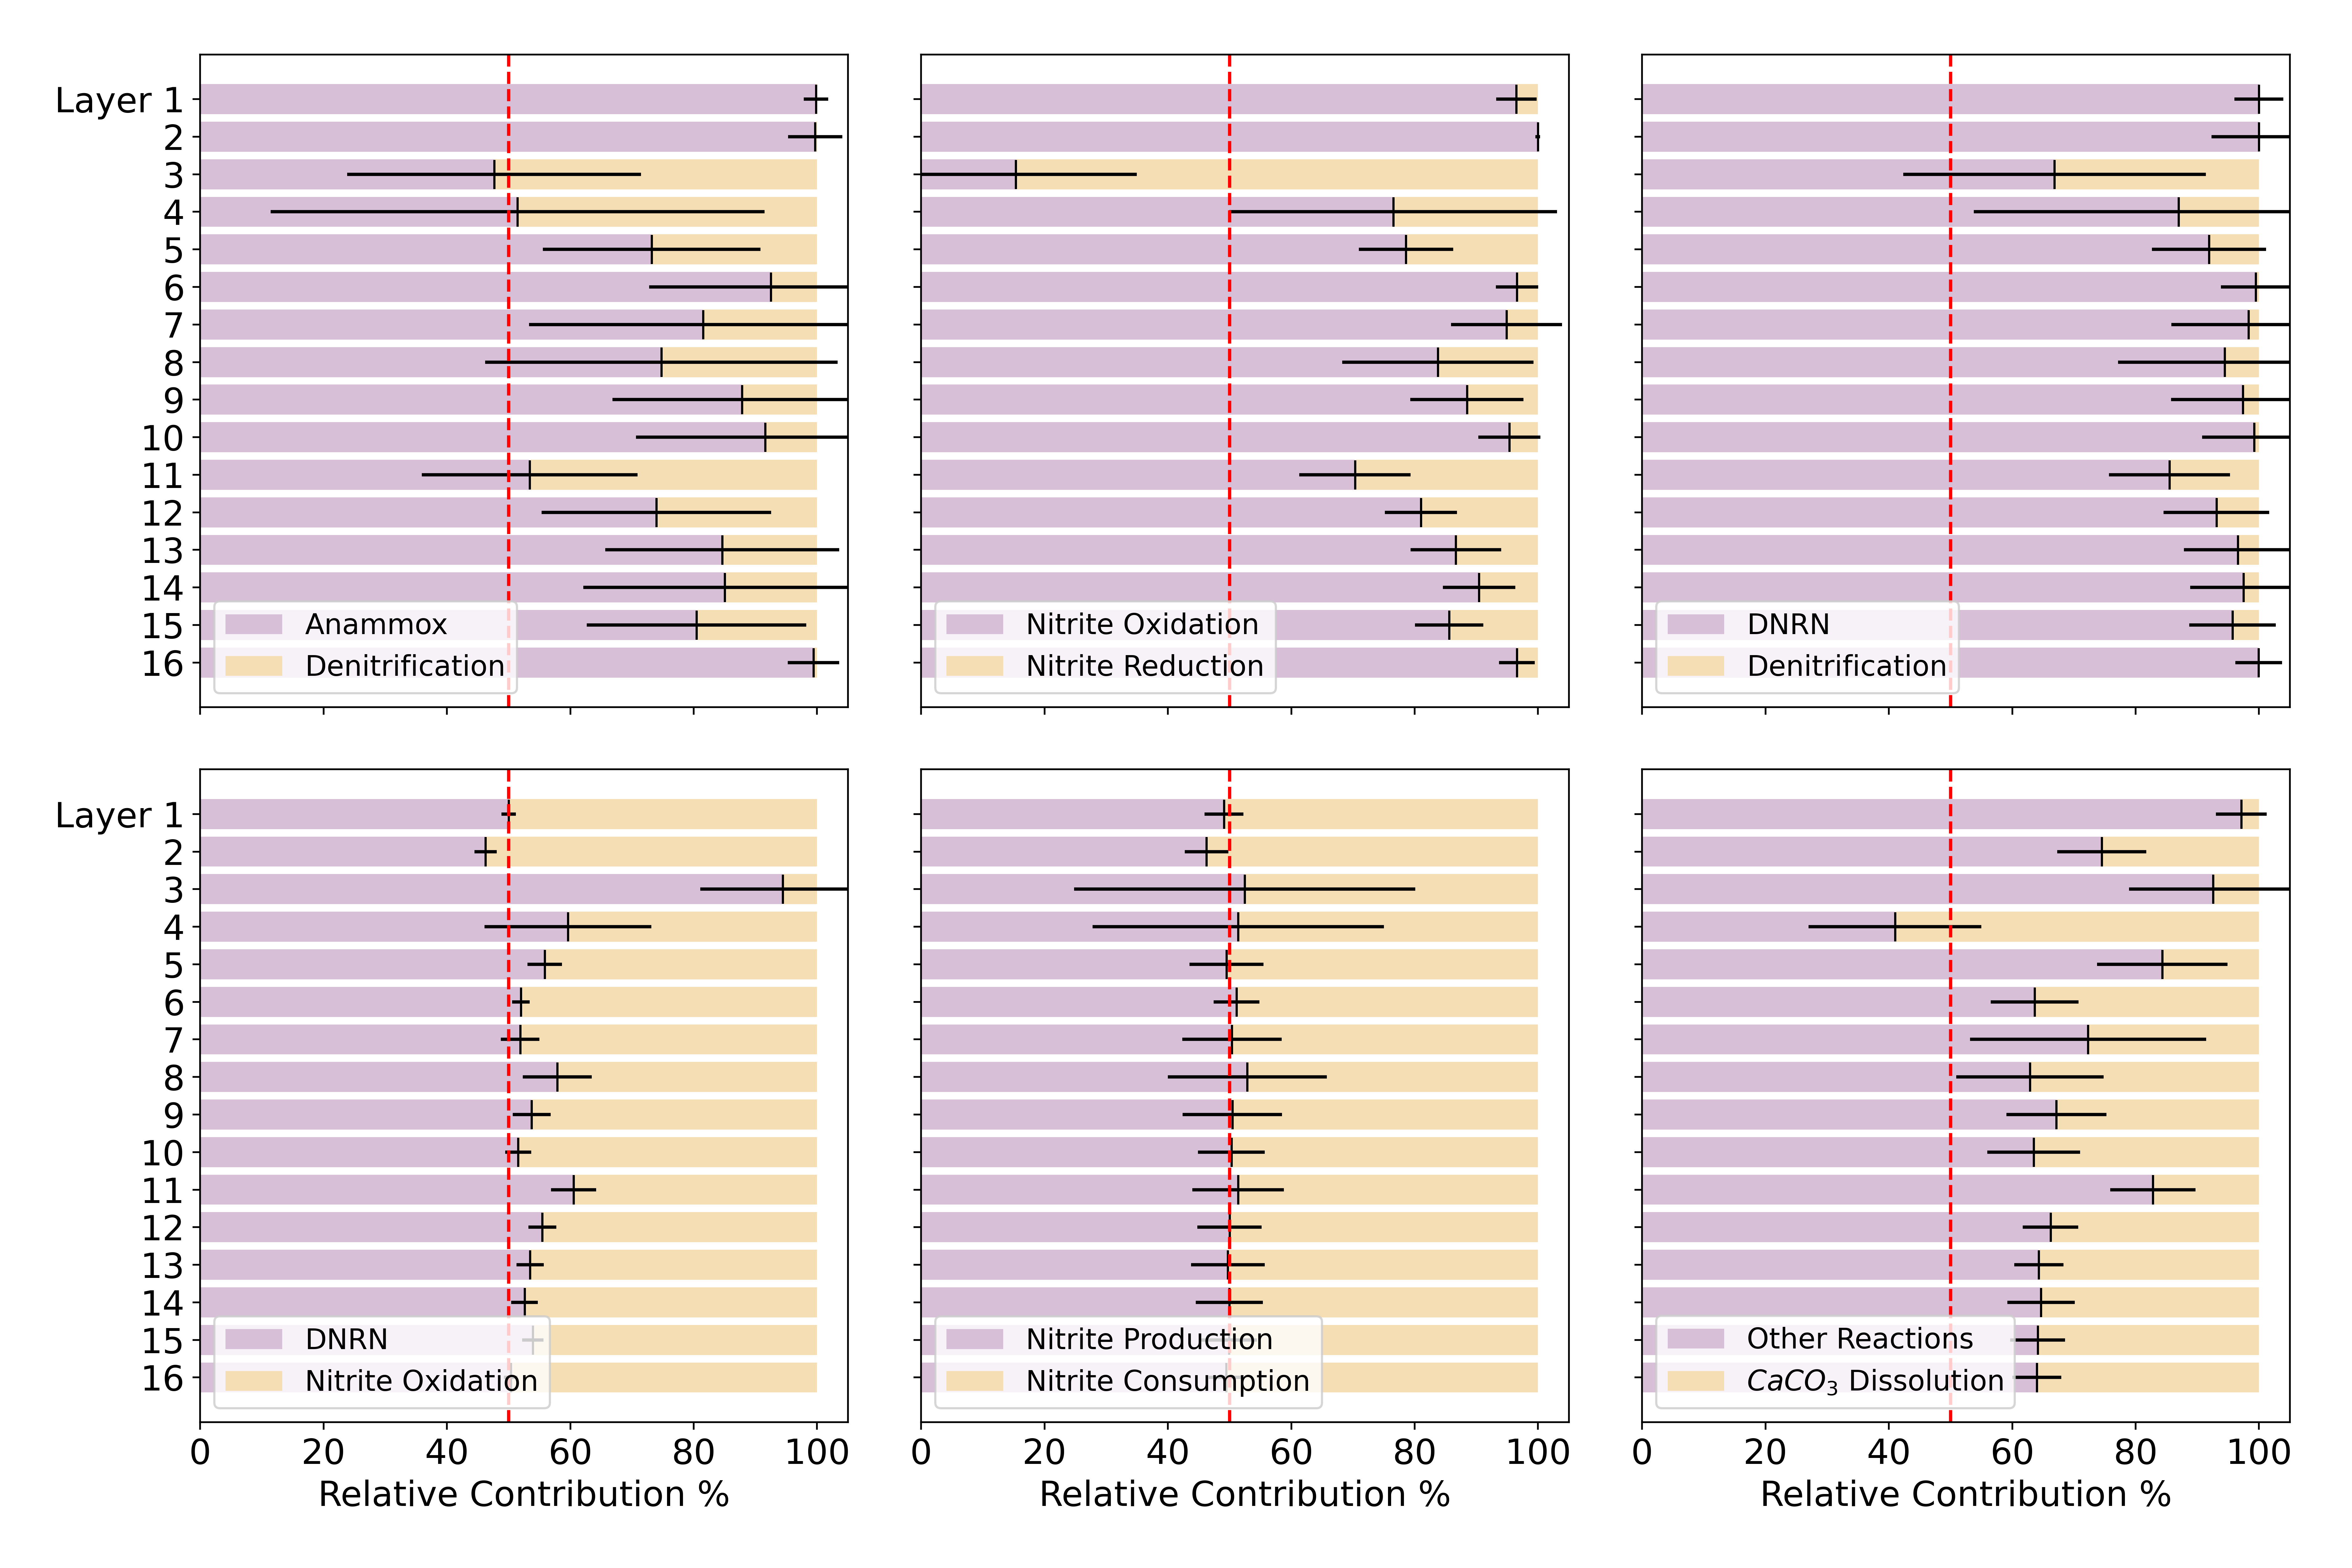 Layer 1
2
3
4
5
6
7
8
9
10
11
12
13
14
15
16
Anammox
Denitrification
Nitrite Oxidation
Nitrite Reduction
DNRN
Denitrification
Layer 1
2
3
4
5
6
7
8
9
10
11
12
13
14
15
16
DNRN
Nitrite Oxidation
Nitrite Production
Nitrite Consumption
Other Reactions
CaCO₃ Dissolution
0 20 40 60 80 100
0 20 40 60 80 100
0 20 40 60 80 100
Relative Contribution %
Relative Contribution %
Relative Contribution %